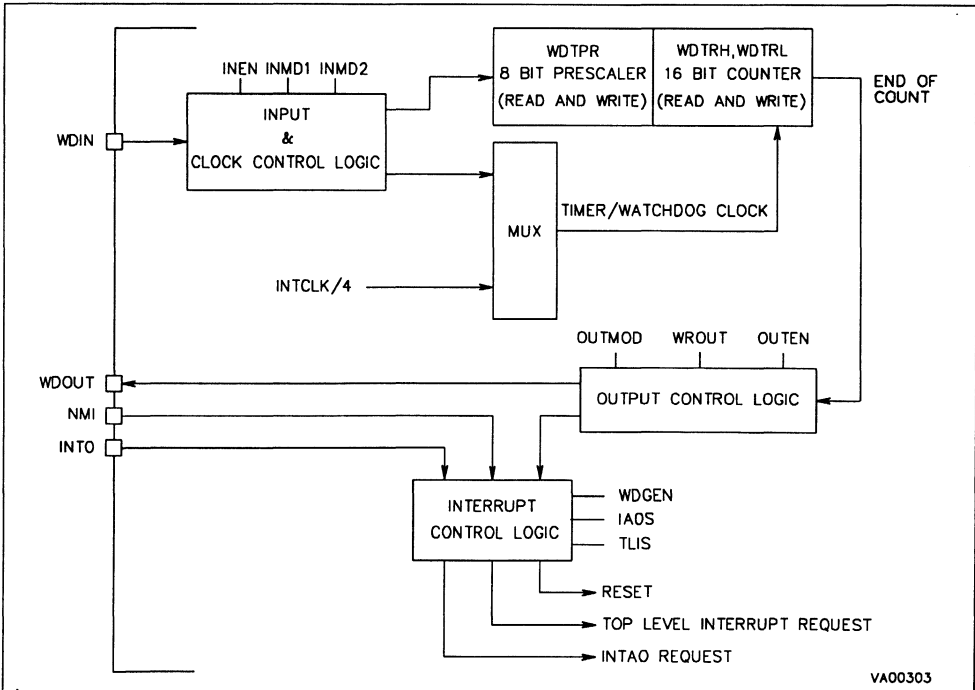 WDTPR
8 BIT PRESCALER
(READ AND WRITE)
WDTRH,WDTRL
16 BIT COUNTER
(READ AND WRITE)
END OF
COUNT
INEN INMD1 INMD2
INPUT
&
CLOCK CONTROL LOGIC
WDIN
MUX
TIMER/WATCHDOG CLOCK
INTCLK/4
OUTMOD WROUT OUTEN
OUTPUT CONTROL LOGIC
WDOUT
NMI
INT0
INTERRUPT
CONTROL LOGIC
WDGEN
IA0S
TLIS
RESET
TOP LEVEL INTERRUPT REQUEST
INTA0 REQUEST
VA00303